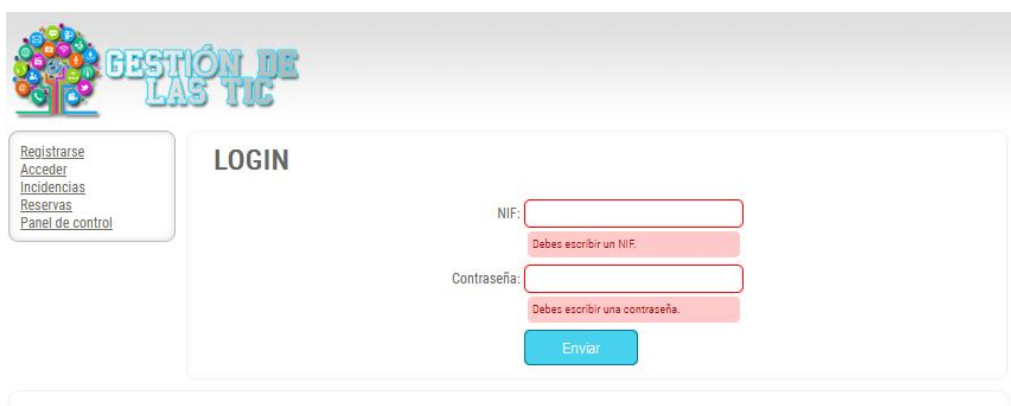 GESTIÓN DE
LAS TIC
Registrarse
Acceder
Incidencias
Reservas
Panel de control
LOGIN
NIF:
Debes escribir un NIF.
Contraseña:
Debes escribir una contraseña.
Enviar